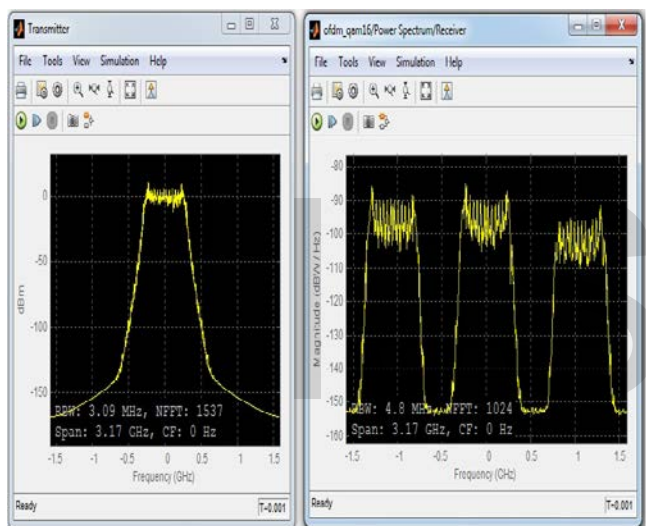 Transmitter
File Tools View Simulation Help
0
-50
-100
-150
dBm
RBW: 3.09 MHz, NFFT: 1537
Span: 3.17 GHz, CF: 0 Hz
-1.5 -1 -0.5 0 0.5 1 1.5
Frequency (GHz)
Ready T=0.001
ofdm_qam16/Power Spectrum/Receiver
File Tools View Simulation Help
-80
-90
-100
-110
-120
-130
-140
-150
-160
Magnitude (dBW / Hz)
RBW: 4.8 MHz, NFFT: 1024
Span: 3.17 GHz, CF: 0 Hz
-1.5 -1 -0.5 0.0 0.5 1 1.5
Frequency (GHz)
Ready T=0.001